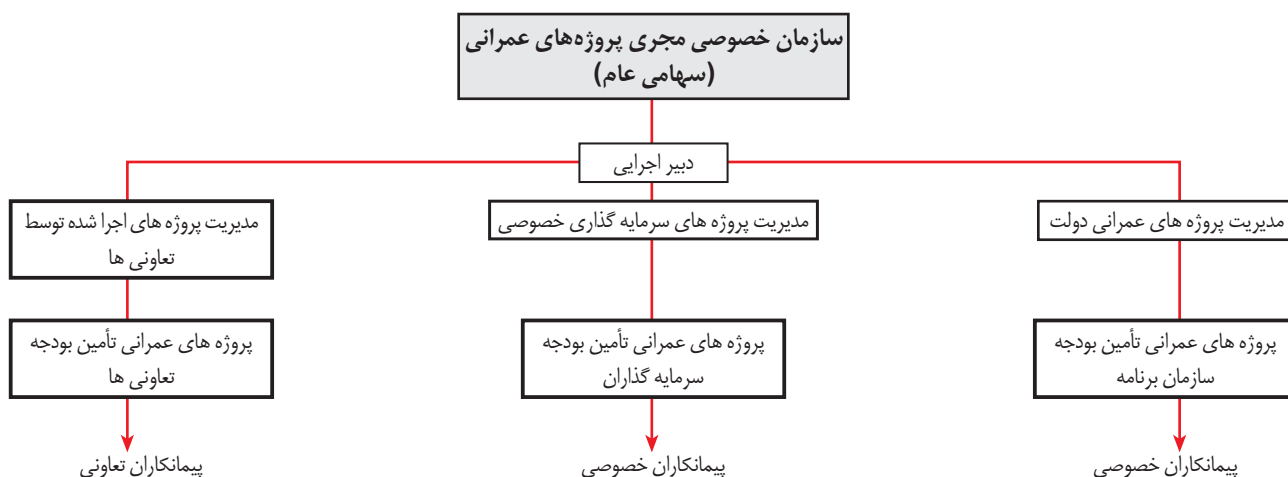 سازمان خصوصی مجری پروژه‌های عمرانی
(سهامی عام)
دبیر اجرایی
مدیریت پروژه های عمرانی دولت
مدیریت پروژه های سرمایه گذاری خصوصی
مدیریت پروژه های اجرا شده توسط
تعاونی ها
پروژه های عمرانی تأمین بودجه
سازمان برنامه
پروژه های عمرانی تأمین بودجه
سرمایه گذاران
پروژه های عمرانی تأمین بودجه
تعاونی ها
پیمانکاران خصوصی
پیمانکاران خصوصی
پیمانکاران تعاونی